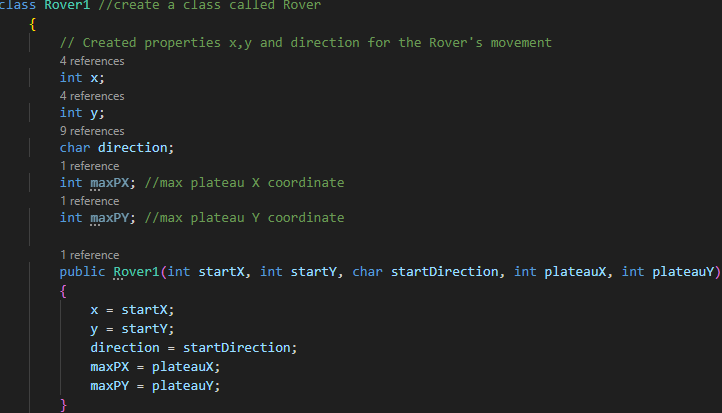 class Rover1 //create a class called Rover
{
// Created properties x,y and direction for the Rover's movement
4 references
int x;
4 references
int y;
9 references
char direction;
1 reference
int maxPX; //max plateau X coordinate
1 reference
int maxPY; //max plateau Y coordinate
1 reference
public Rover1(int startX, int startY, char startDirection, int plateauX, int plateauY)
{
x = startX;
y = startY;
direction = startDirection;
maxPX = plateauX;
maxPY = plateauY;
}